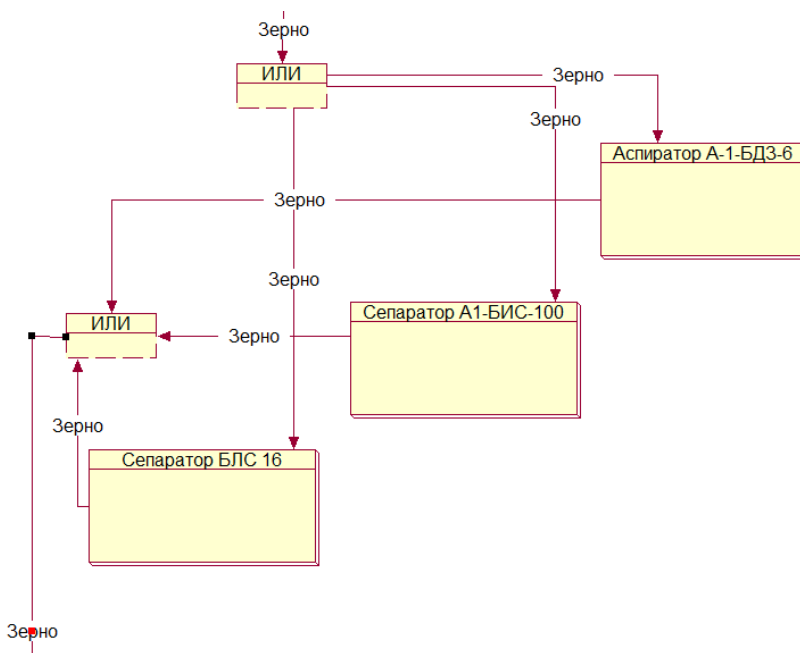 Зерно
ИЛИ
Зерно
Зерно
Аспиратор А-1-БДЗ-6
Зерно
Зерно
Сепаратор А1-БИС-100
ИЛИ
Зерно
Зерно
Сепаратор БЛС 16
Зерно